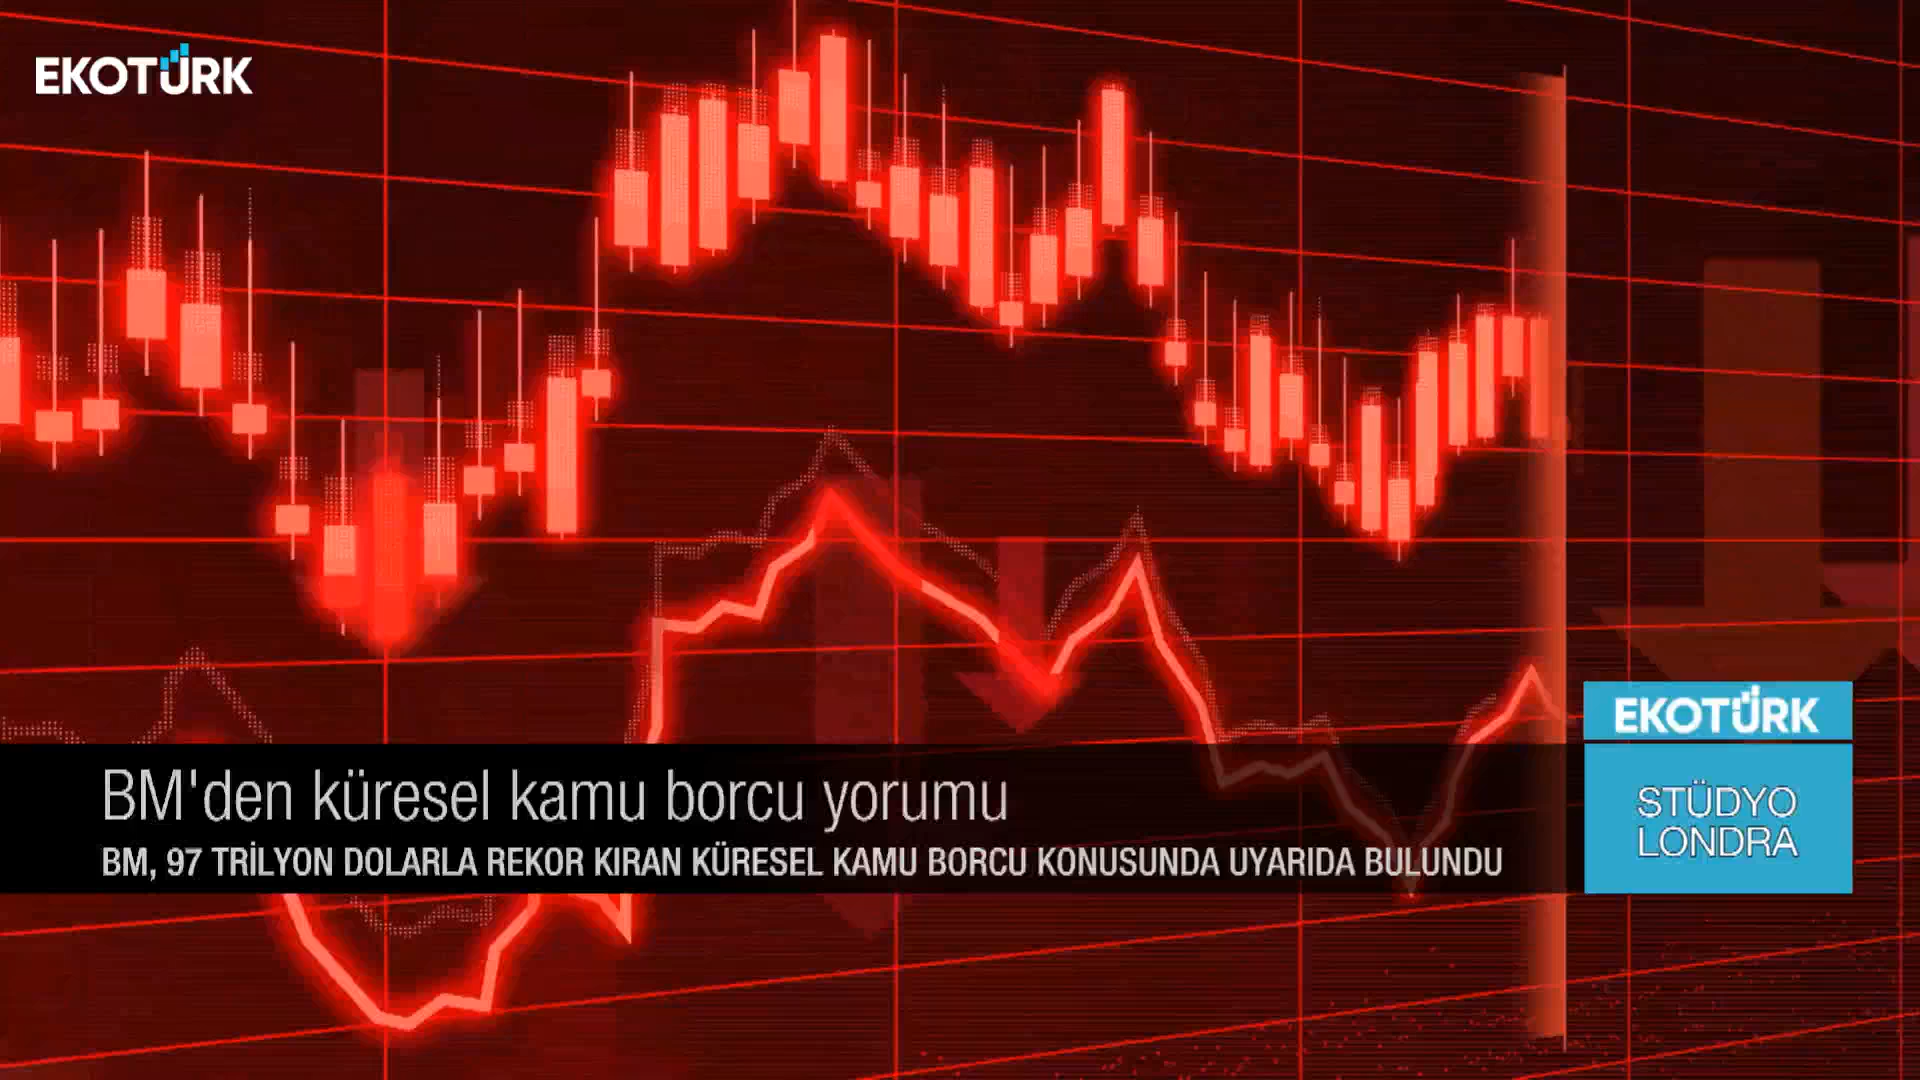 EKOTÜRK
EKOTÜRK
BM'den küresel kamu borcu yorumu
BM, 97 TRİLYON DOLARLA REKOR KIRAN KÜRESEL KAMU BORCU KONUSUNDA UYARIDA BULUNDU
STÜDYO
LONDRA